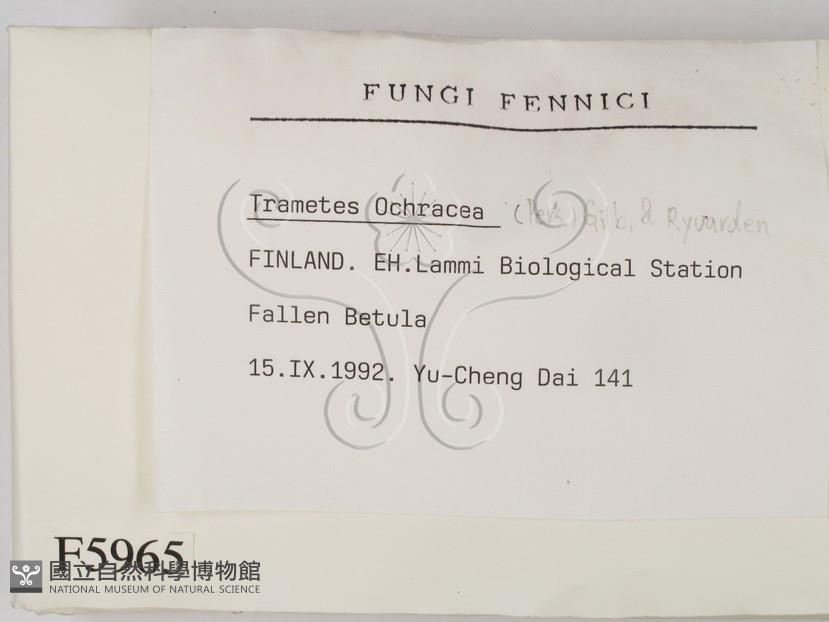 FUNGI FENNICI
Trametes Ochracea (Pers.) Gilb. & Ryvarden
FINLAND. EH.Lammi Biological Station
Fallen Betula
15.IX.1992. Yu-Cheng Dai 141
F5965
國立自然科學博物館
NATIONAL MUSEUM OF NATURAL SCIENCE